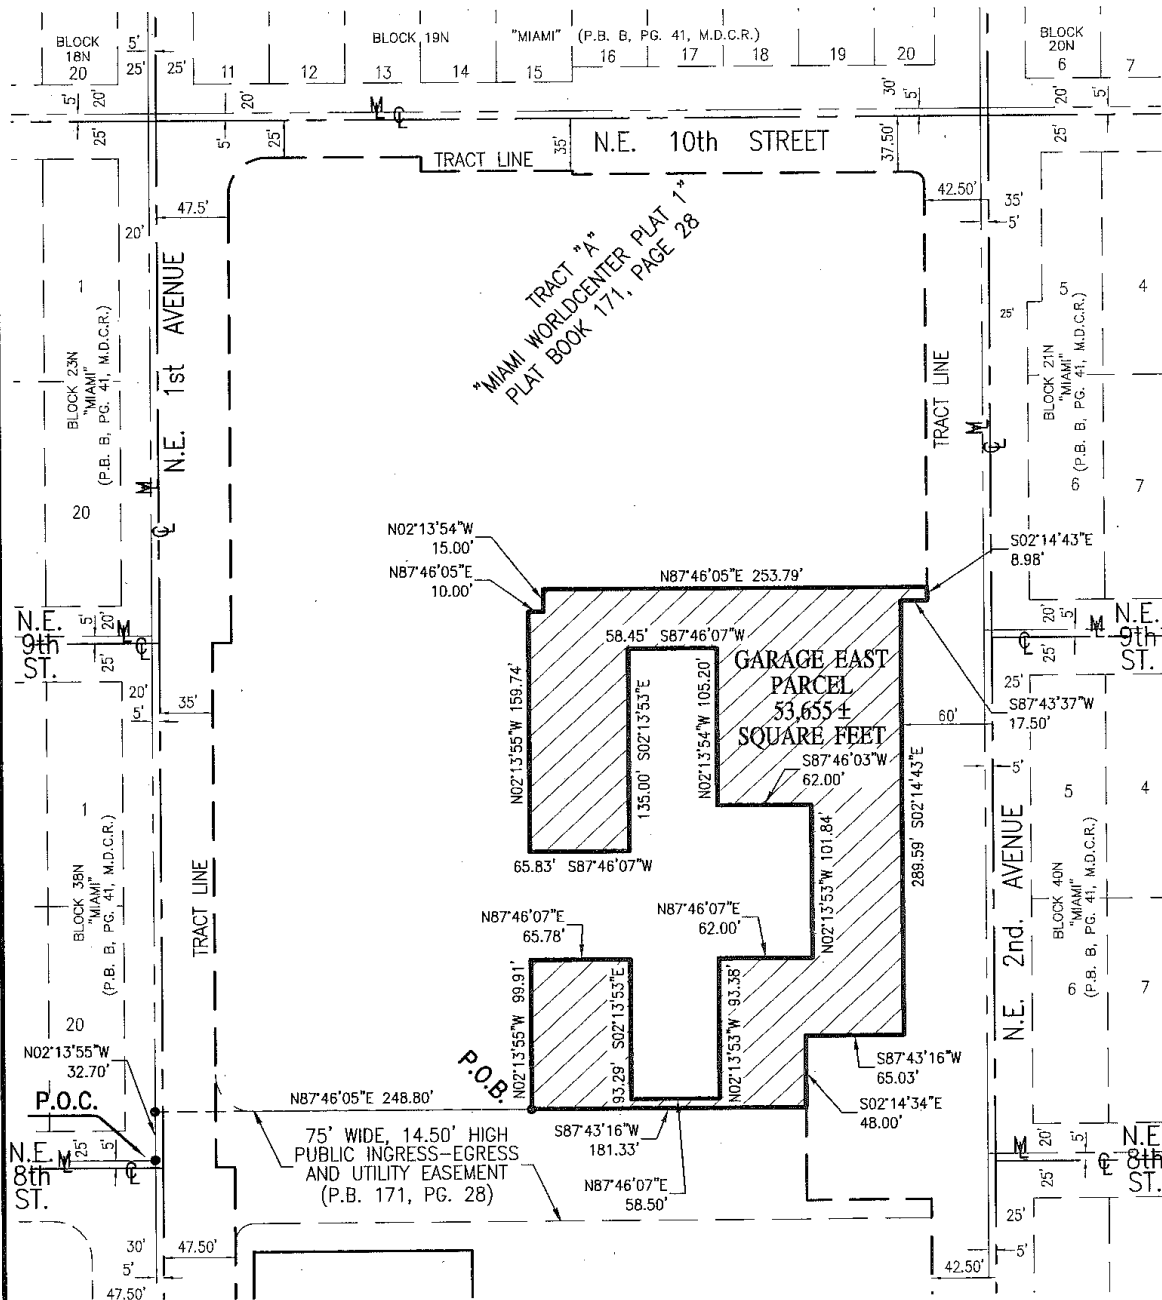 BLOCK
18N
20
5'
25'
25'
BLOCK 19N
"MIAMI"
(P.B. B, PG. 41, M.D.C.R.)
11
12
13
14
15
16
17
18
19
20
BLOCK
20N
6
7
5'
20'
20'
30'
5'
20'
5'
25'
5'
25'
35'
37.50'
25'
M
L
CL
N.E. 10th STREET
TRACT LINE
47.5'
20'
42.50'
35'
5'
TRACT "A"
"MIAMI WORLDCENTER PLAT 1"
PLAT BOOK 171, PAGE 28
1
BLOCK 23N
"MIAMI"
(P.B. B, PG. 41, M.D.C.R.)
20
N.E. 1st AVENUE
25'
TRACT LINE
5
4
BLOCK 21N
"MIAMI"
(P.B. B, PG. 41, M.D.C.R.)
6
7
N02°13'54"W
15.00'
N87°46'05"E
10.00'
N87°46'05"E 253.79'
S02°14'43"E
8.98'
N.E.
9th
ST.
5'
20'
25'
20'
5'
35'
N.E.
9th
ST.
5'
20'
25'
25'
58.45' S87°46'07"W
GARAGE EAST
PARCEL
53,655±
SQUARE FEET
S87°43'37"W
17.50'
60'
5'
N02°13'55"W 159.74'
135.00' S02°13'53"E
N02°13'54"W 105.20'
S87°46'03"W
62.00'
289.59' S02°14'43"E
N02°13'53"W 101.84'
65.83' S87°46'07"W
1
BLOCK 38N
"MIAMI"
(P.B. B, PG. 41, M.D.C.R.)
20
TRACT LINE
N.E. 2nd. AVENUE
5
4
BLOCK 40N
"MIAMI"
(P.B. B, PG. 41, M.D.C.R.)
6
7
N87°46'07"E
65.78'
N87°46'07"E
62.00'
N02°13'55"W 99.91'
93.29' S02°13'53"E
N02°13'53"W 93.38'
N02°13'55"W
32.70'
P.O.C.
P.O.B.
S87°43'16"W
65.03'
S02°14'34"E
48.00'
N87°46'05"E 248.80'
75' WIDE, 14.50' HIGH
PUBLIC INGRESS-EGRESS
AND UTILITY EASEMENT
(P.B. 171, PG. 28)
S87°43'16"W
181.33'
N87°46'07"E
58.50'
N.E.
8th
ST.
25'
5'
N.E.
8th
ST.
20'
5'
25'
30'
5'
47.50'
47.50'
25'
5'
42.50'